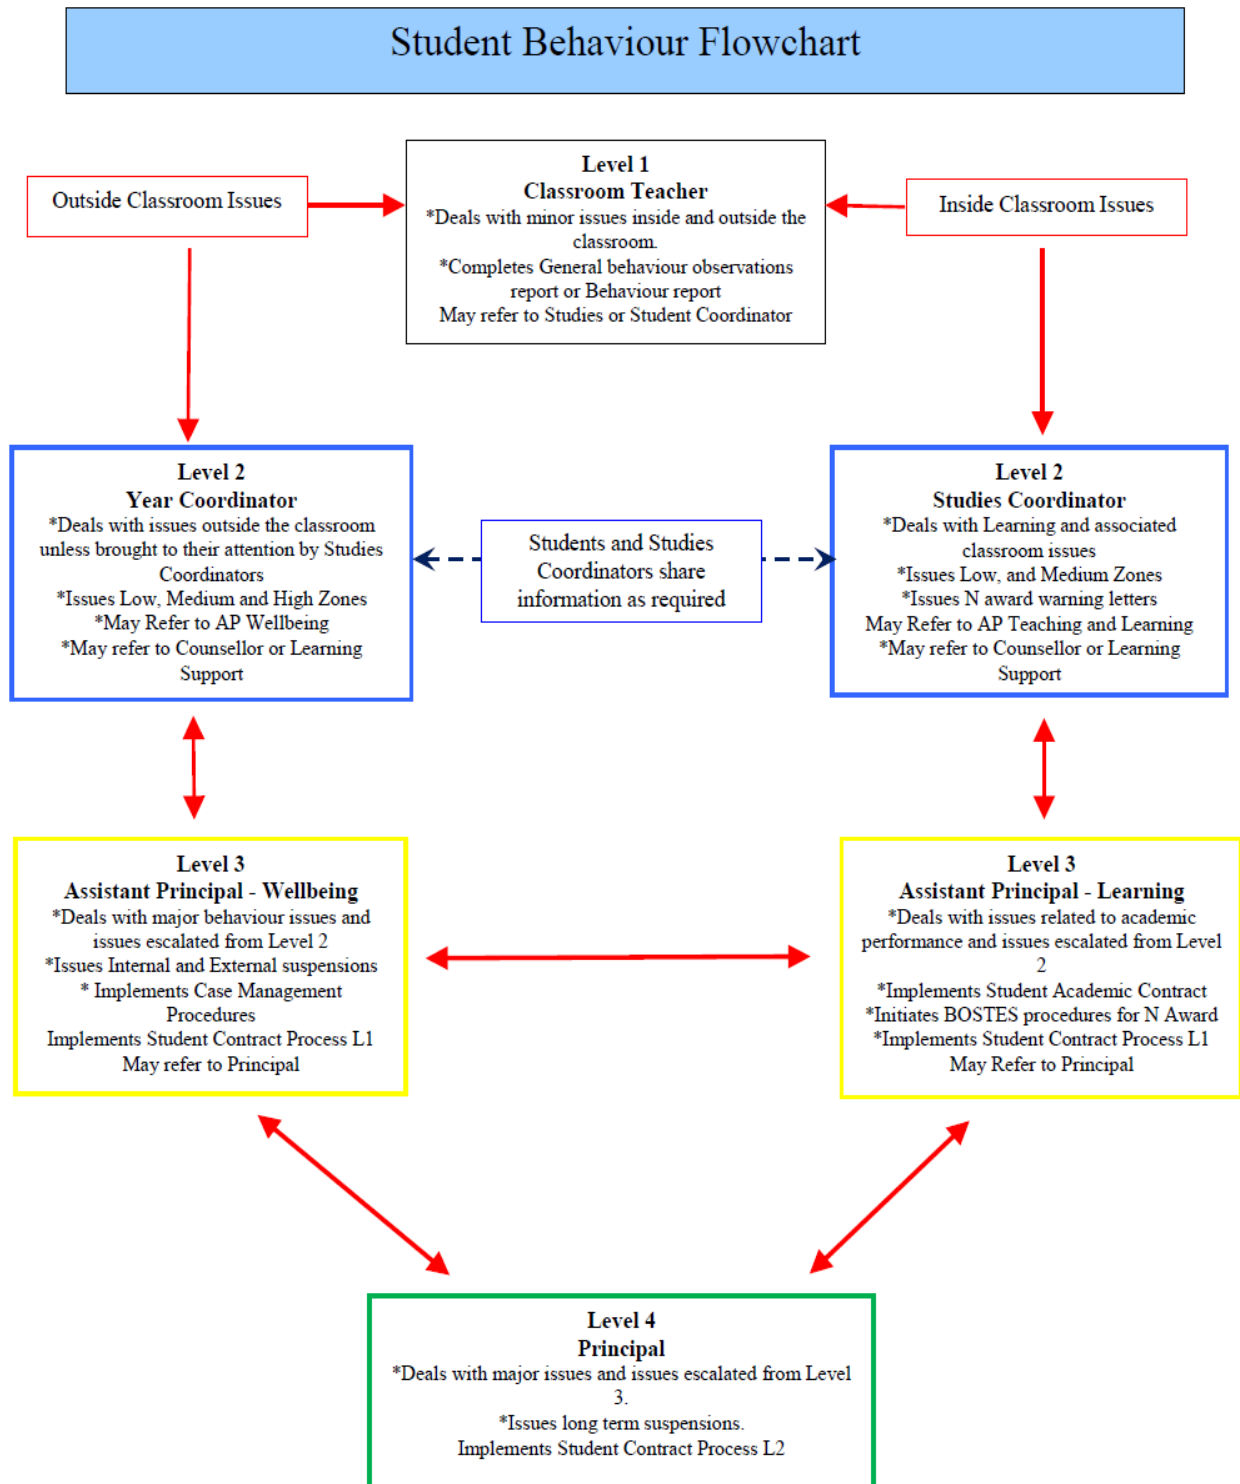 Student Behaviour Flowchart
Outside Classroom Issues
Level 1
Classroom Teacher
*Deals with minor issues inside and outside the
classroom.
*Completes General behaviour observations
report or Behaviour report
May refer to Studies or Student Coordinator
Inside Classroom Issues
Level 2
Year Coordinator
*Deals with issues outside the classroom
unless brought to their attention by Studies
Coordinators
*Issues Low, Medium and High Zones
*May Refer to AP Wellbeing
*May refer to Counsellor or Learning
Support
Students and Studies
Coordinators share
information as required
Level 2
Studies Coordinator
*Deals with Learning and associated
classroom issues
*Issues Low, and Medium Zones
*Issues N award warning letters
May Refer to AP Teaching and Learning
*May refer to Counsellor or Learning
Support
Level 3
Assistant Principal - Wellbeing
*Deals with major behaviour issues and
issues escalated from Level 2
*Issues Internal and External suspensions
* Implements Case Management
Procedures
Implements Student Contract Process L1
May refer to Principal
Level 3
Assistant Principal - Learning
*Deals with issues related to academic
performance and issues escalated from Level
2
*Implements Student Academic Contract
*Initiates BOSTES procedures for N Award
*Implements Student Contract Process L1
May Refer to Principal
Level 4
Principal
*Deals with major issues and issues escalated from Level
3.
*Issues long term suspensions.
Implements Student Contract Process L2